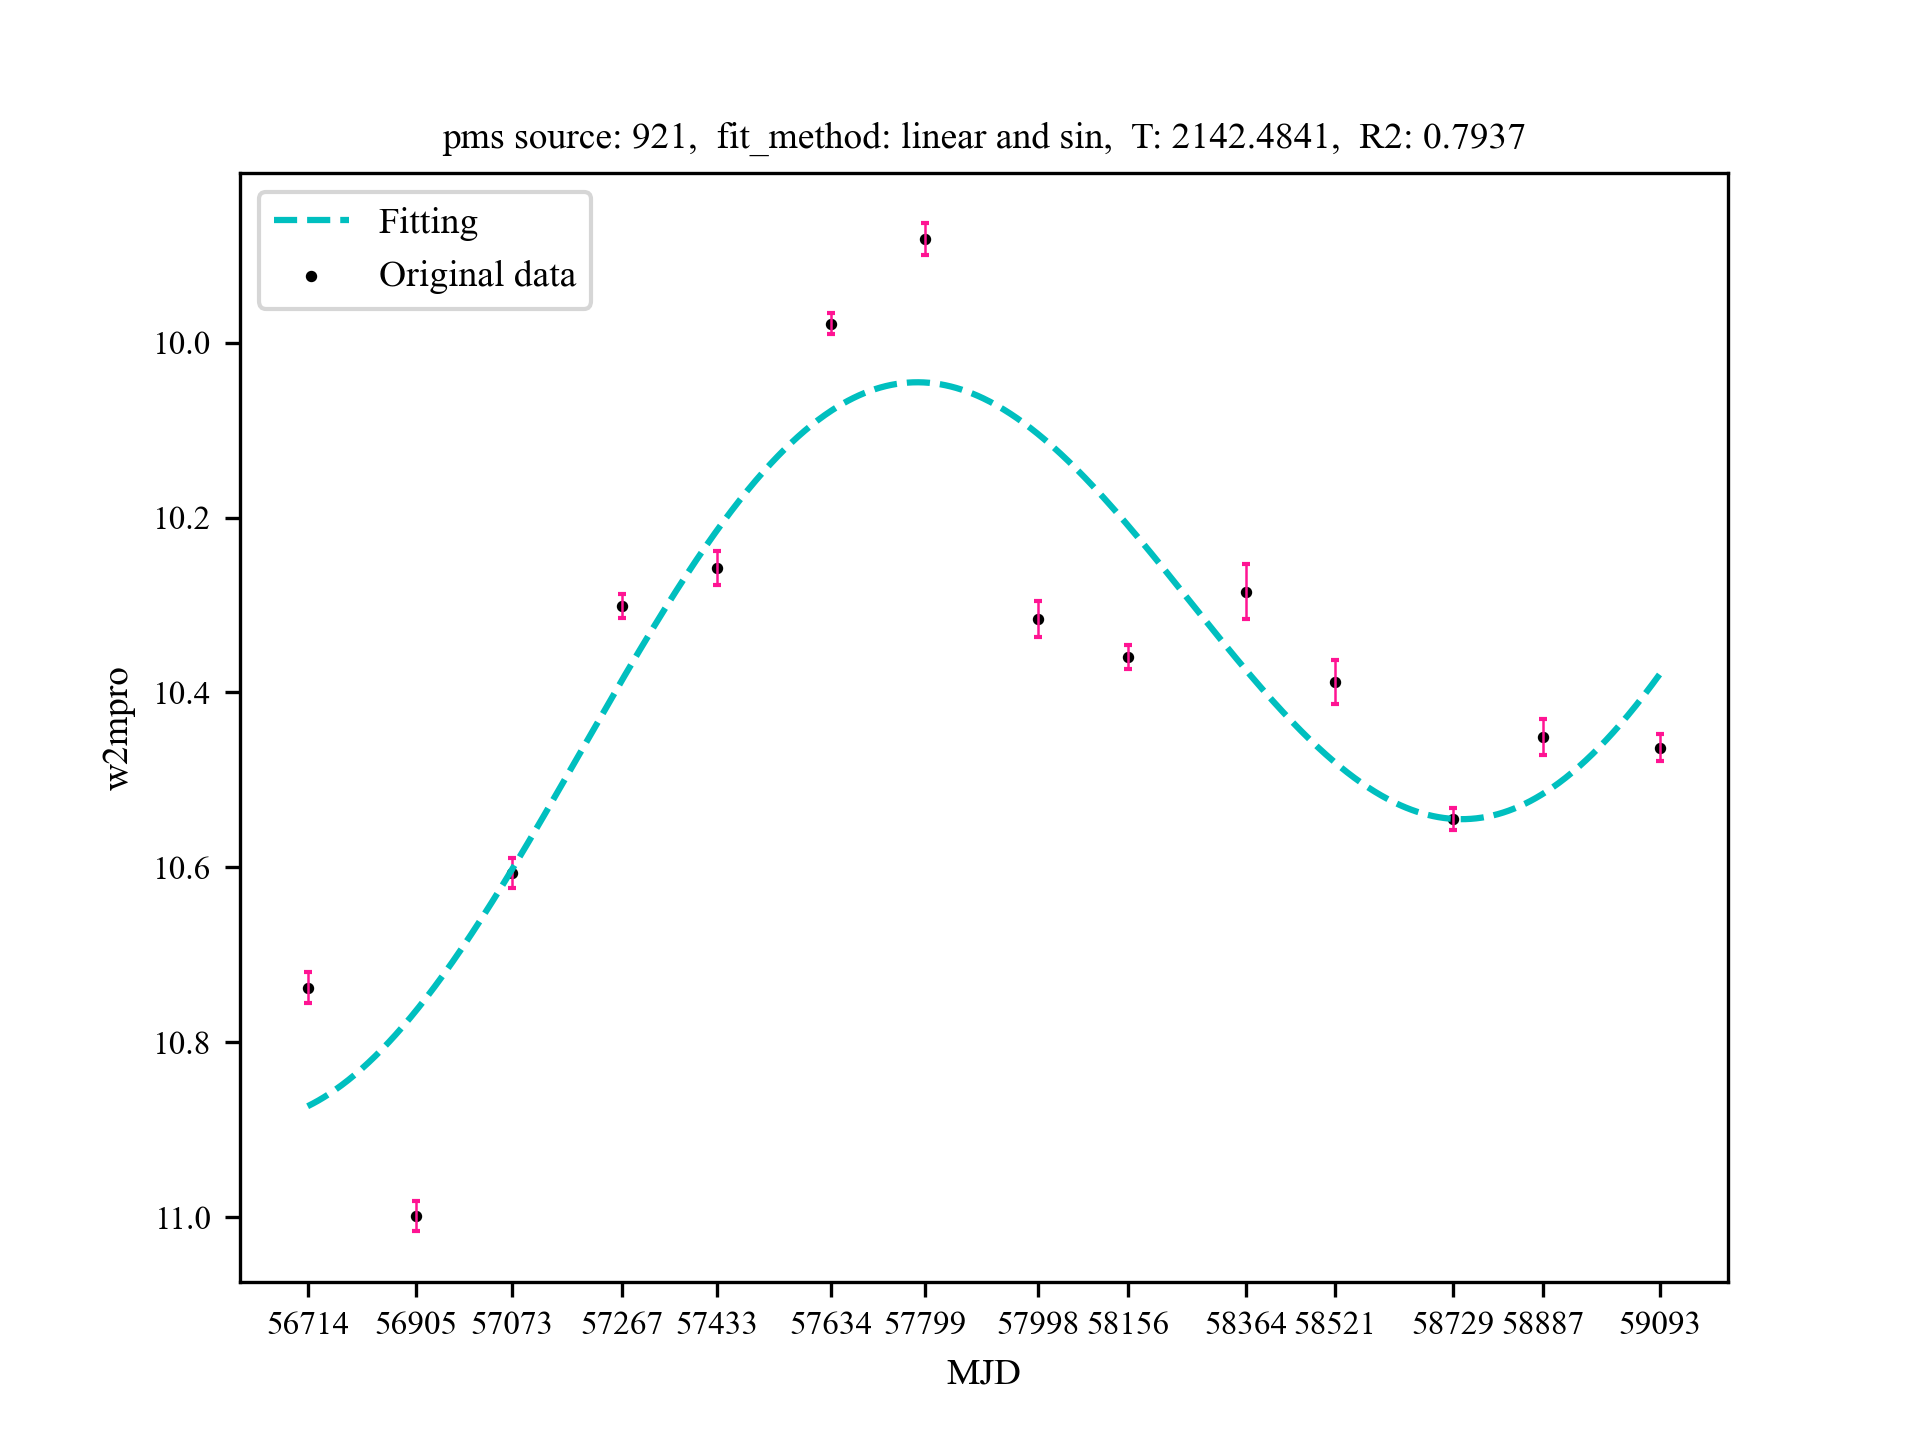 pms source: 921,  fit_method: linear and sin,  T: 2142.4841,  R2: 0.7937
Fitting
Original data
10.0
10.2
10.4
10.6
10.8
11.0
w2mpro
56714 56905 57073 57267 57433 57634 57799 57998 58156 58364 58521 58729 58887 59093
MJD